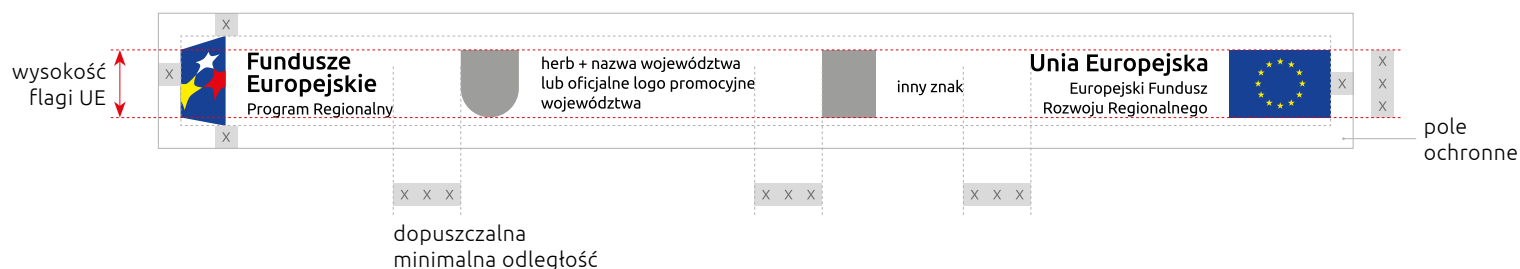 X
wysokość
flagi UE
X
Fundusze
Europejskie
Program Regionalny
herb + nazwa województwa
lub oficjalne logo promocyjne
województwa
inny znak
Unia Europejska
Europejski Fundusz
Rozwoju Regionalnego
X
X
X
X
X
pole
ochronne
X X X
X X X
X X X
dopuszczalna
minimalna odległość